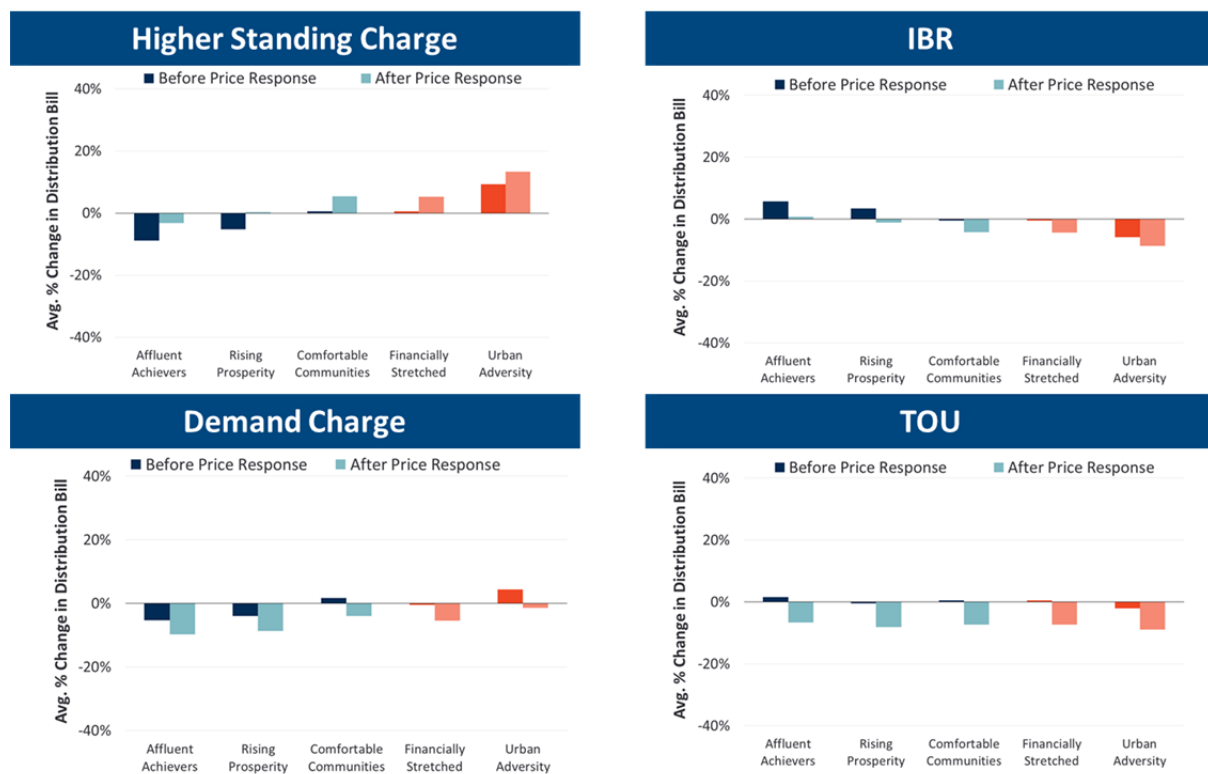 Higher Standing Charge
Before Price Response After Price Response
Avg. % Change in Distribution Bill
40%
20%
0%
-20%
-40%
Affluent Achievers
Rising Prosperity
Comfortable Communities
Financially Stretched
Urban Adversity
IBR
Before Price Response After Price Response
Avg. % Change in Distribution Bill
40%
20%
0%
-20%
-40%
Affluent Achievers
Rising Prosperity
Comfortable Communities
Financially Stretched
Urban Adversity
Demand Charge
Before Price Response After Price Response
Avg. % Change in Distribution Bill
40%
20%
0%
-20%
-40%
Affluent Achievers
Rising Prosperity
Comfortable Communities
Financially Stretched
Urban Adversity
TOU
Before Price Response After Price Response
Avg. % Change in Distribution Bill
40%
20%
0%
-20%
-40%
Affluent Achievers
Rising Prosperity
Comfortable Communities
Financially Stretched
Urban Adversity